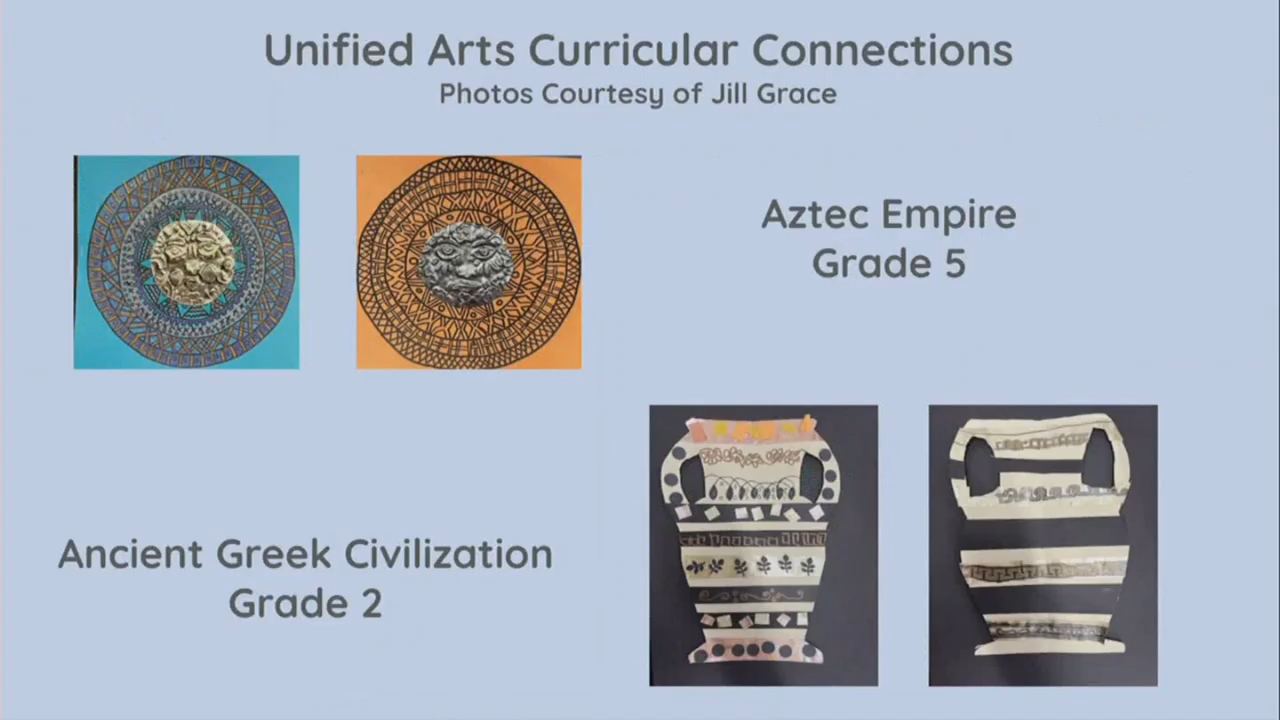 Unified Arts Curricular Connections
Photos Courtesy of Jill Grace
Aztec Empire
Grade 5
Ancient Greek Civilization
Grade 2